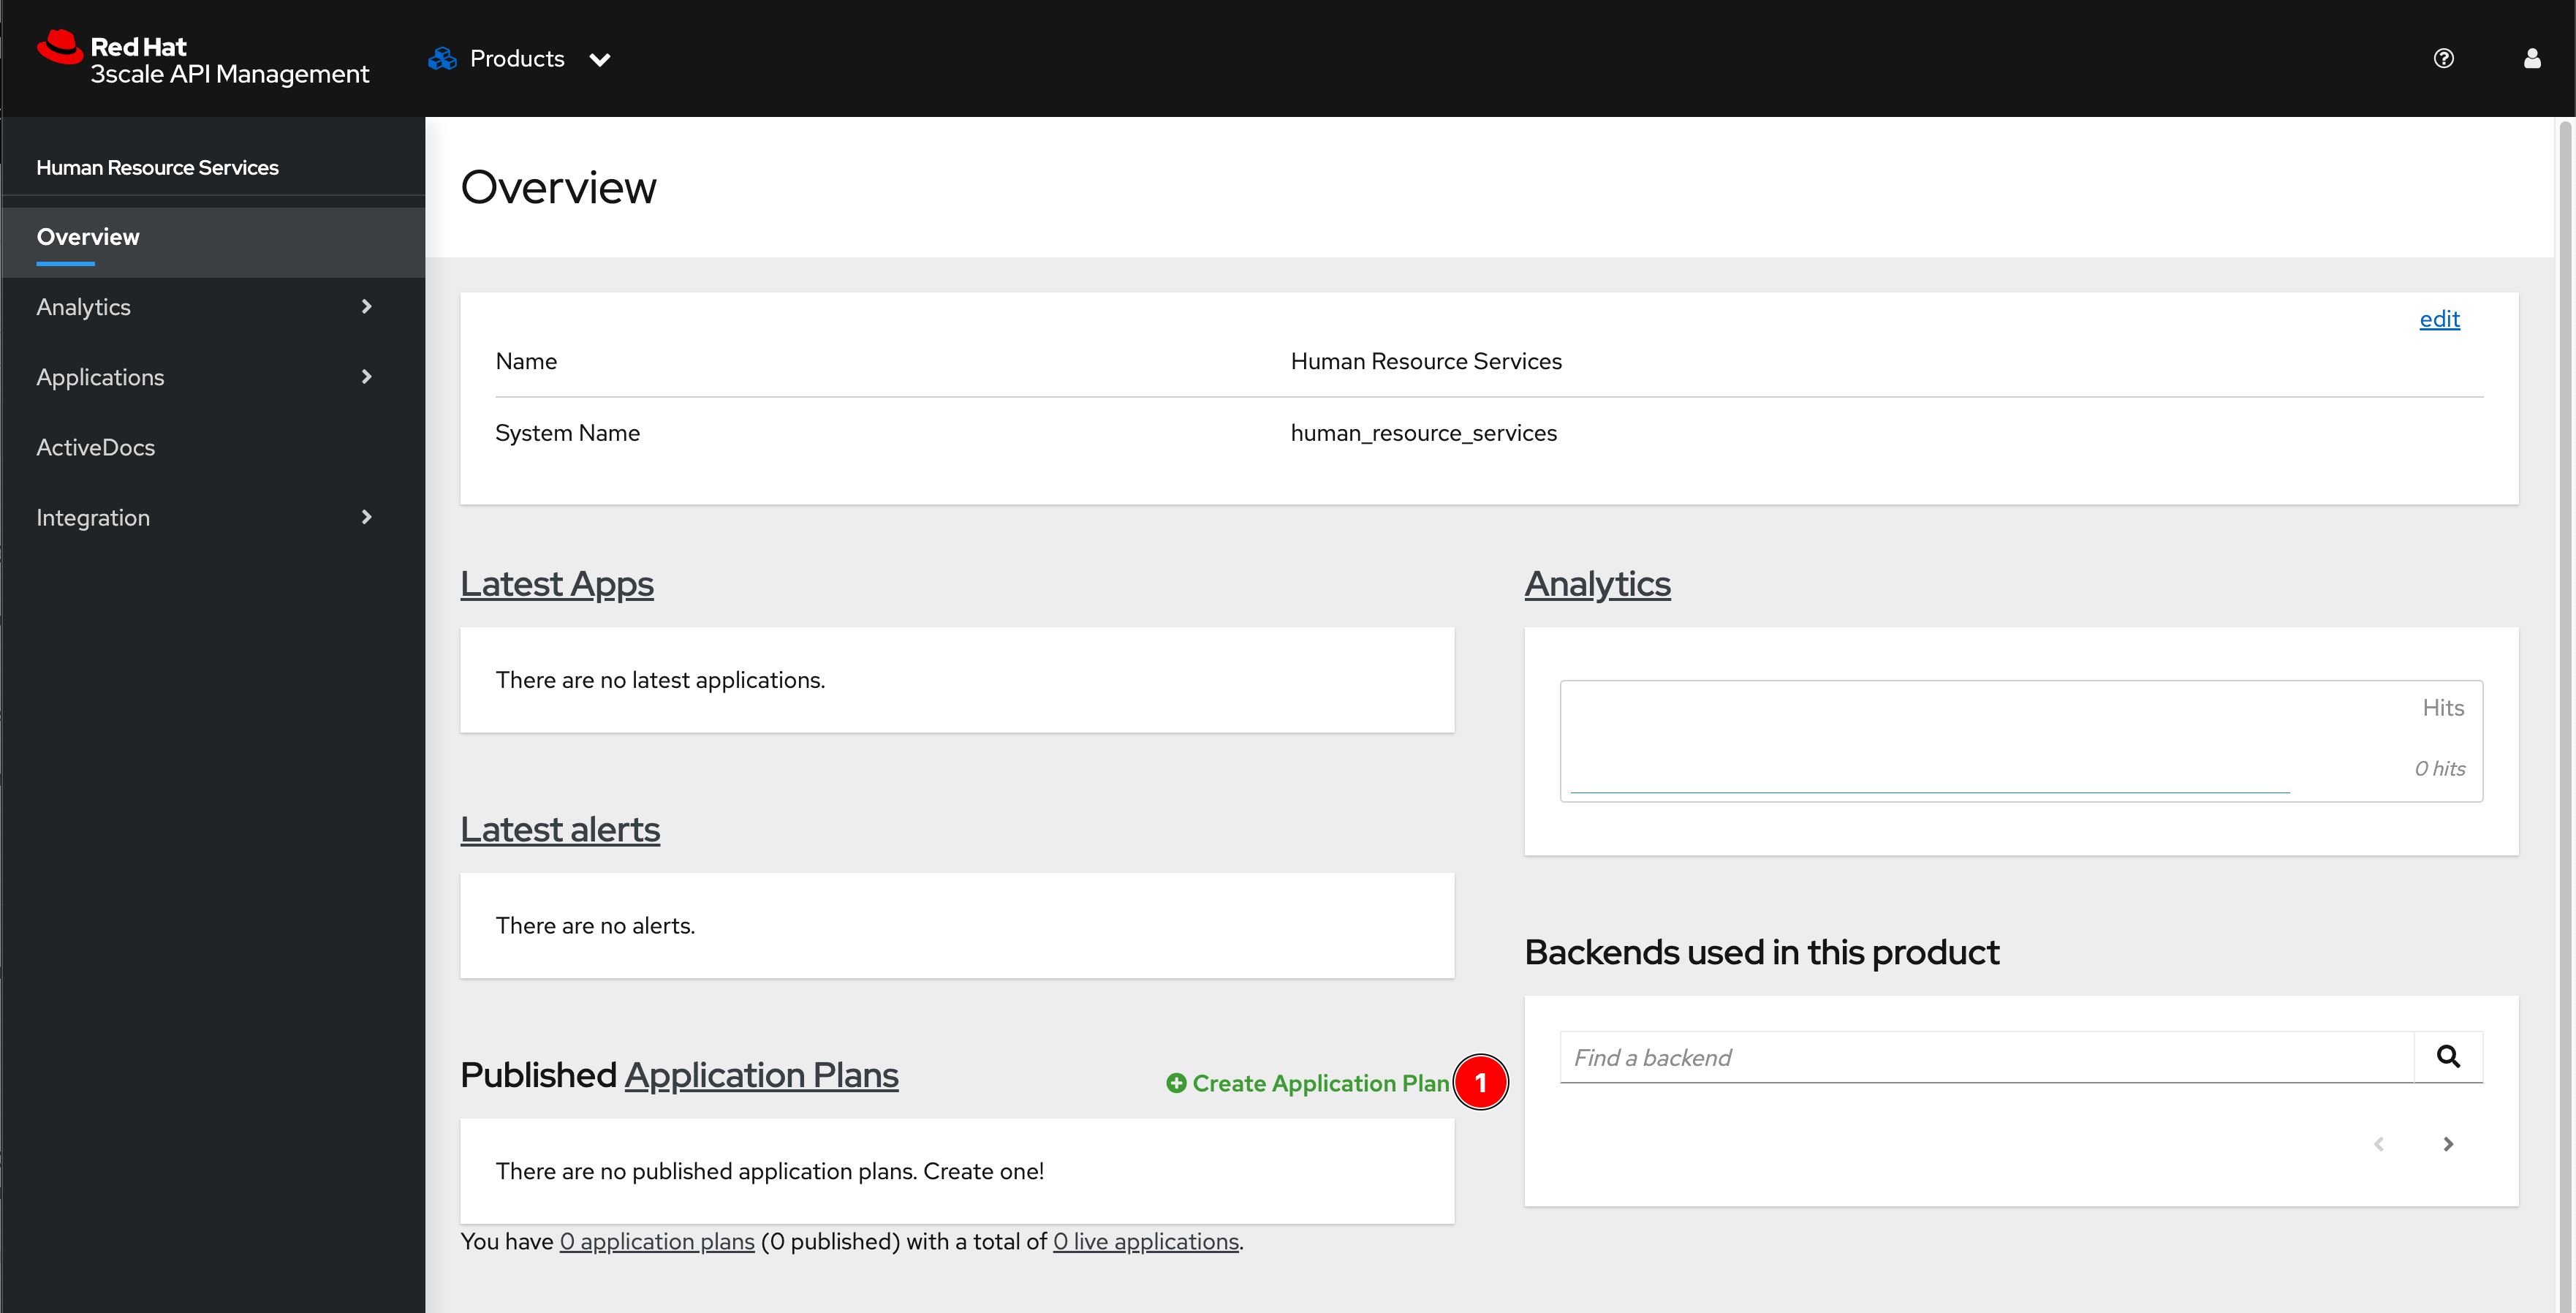 Red Hat
3scale API Management
Products
Human Resource Services
Overview
Analytics
Applications
ActiveDocs
Integration
Overview
edit
Name Human Resource Services
System Name human_resource_services
Latest Apps
There are no latest applications.
Latest alerts
There are no alerts.
Published Application Plans
Create Application Plan
1
There are no published application plans. Create one!
You have 0 application plans (0 published) with a total of 0 live applications.
Analytics
Hits
0 hits
Backends used in this product
Find a backend